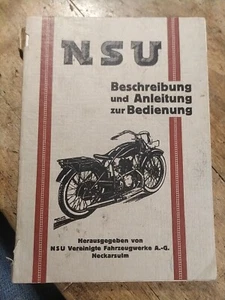 NSU
Beschreibung
und Anleitung
zur Bedienung
Herausgegeben von
NSU Vereinigte Fahrzeugwerke A.-G.
Neckarsulm